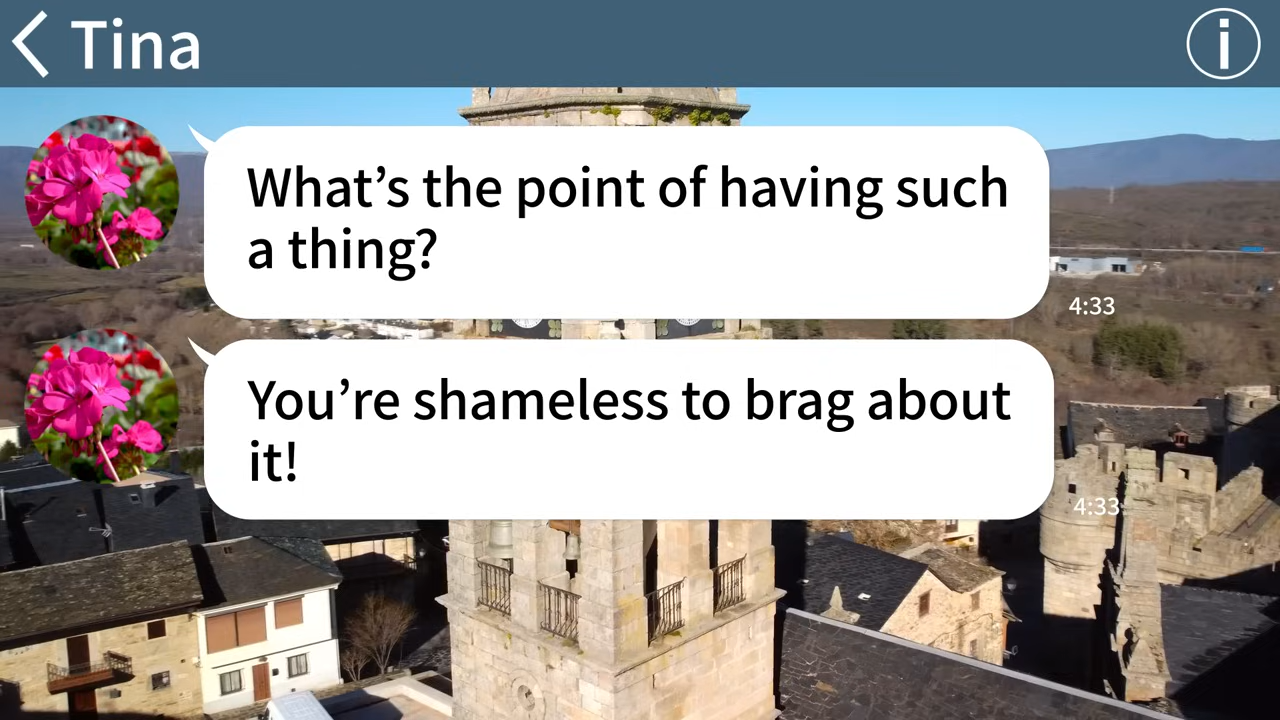 Tina
What’s the point of having such
a thing?
4:33
You’re shameless to brag about
it!
4:33